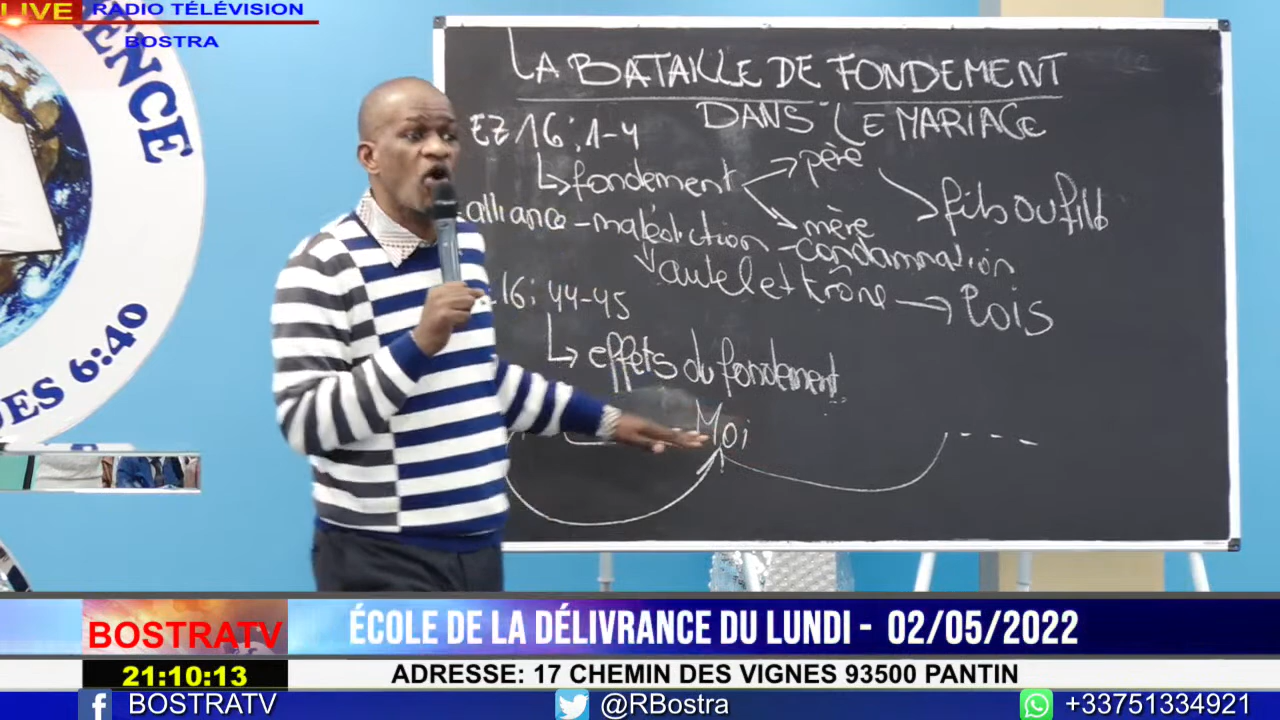 LIVE RADIO TÉLÉVISION
BOSTRA
ENCE
UES 6:40
LA BATAILLE DE FONDEMENT
DANS LE MARIAGE
EZ 16:1-4
fondement père
fils ou fille
mère
alliance - malédiction - condamnation
autel et trône lois
16:44-45
effets du fondement
Moi
BOSTRATV
ÉCOLE DE LA DÉLIVRANCE DU LUNDI - 02/05/2022
21:10:13
ADRESSE: 17 CHEMIN DES VIGNES 93500 PANTIN
BOSTRATV @RBostra +33751334921